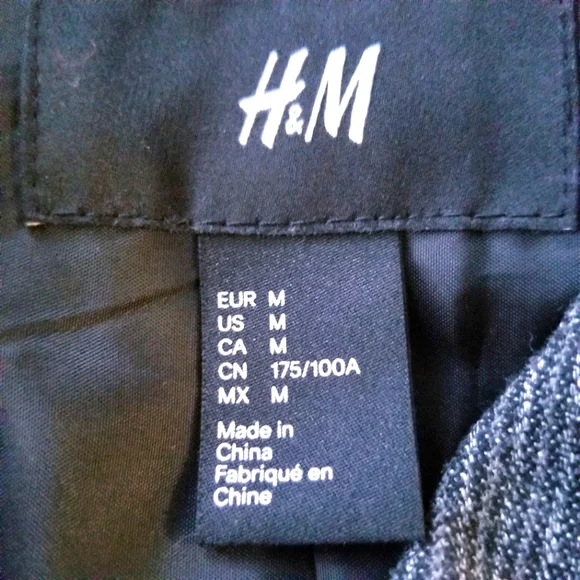 H&M
EUR M
US M
CA M
CN 175/100A
MX M
Made in
China
Fabriqué en
Chine